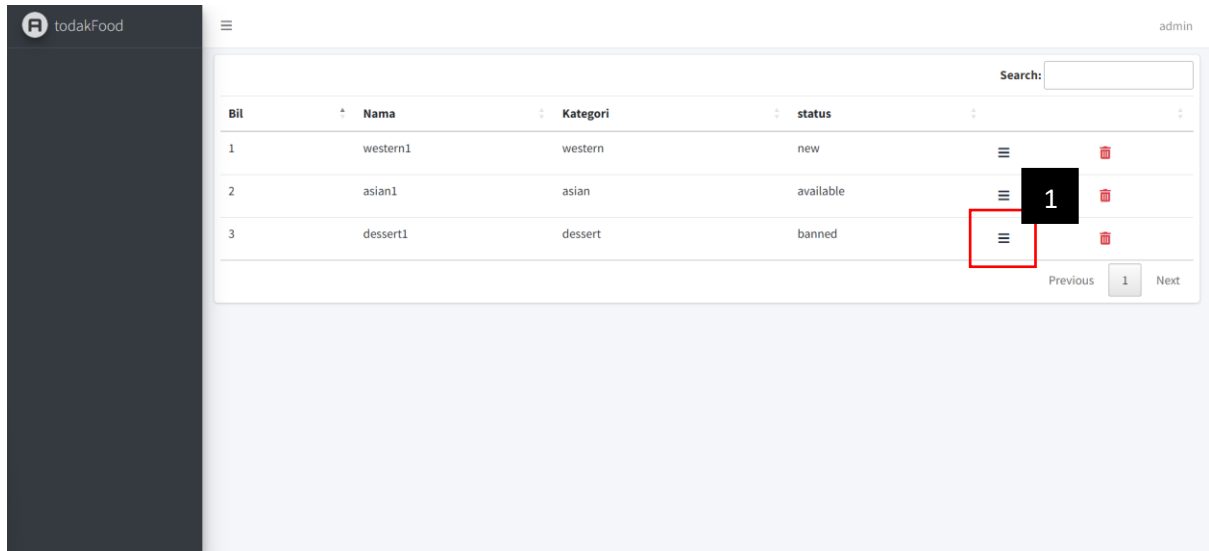 todakFood
admin
Search:
Bil Nama Kategori status
1 western1 western new
2 asian1 asian available
1
3 dessert1 dessert banned
Previous 1 Next